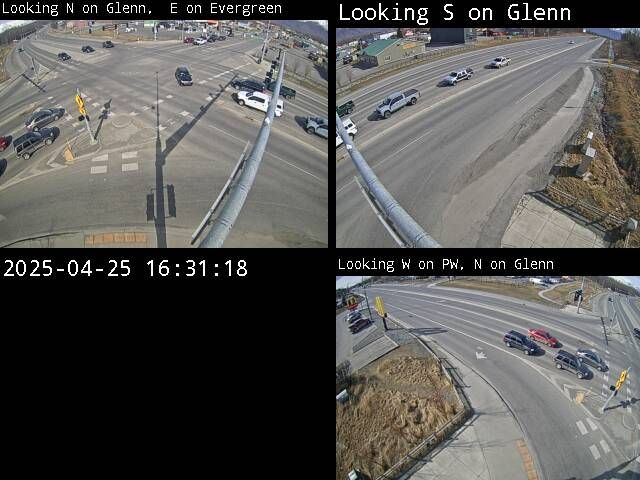 Looking N on Glenn,  E on Evergreen
Looking S on Glenn
2025-04-25 16:31:18
Looking W on PW, N on Glenn